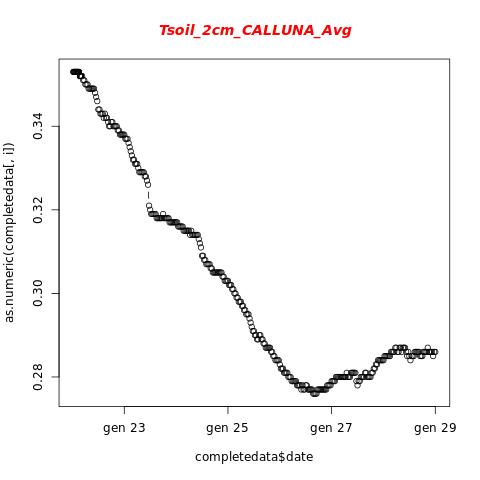 Tsoil_2cm_CALLUNA_Avg
as.numeric(completedata[, i])
0.34
0.32
0.30
0.28
gen 23
gen 25
gen 27
gen 29
completedata$date